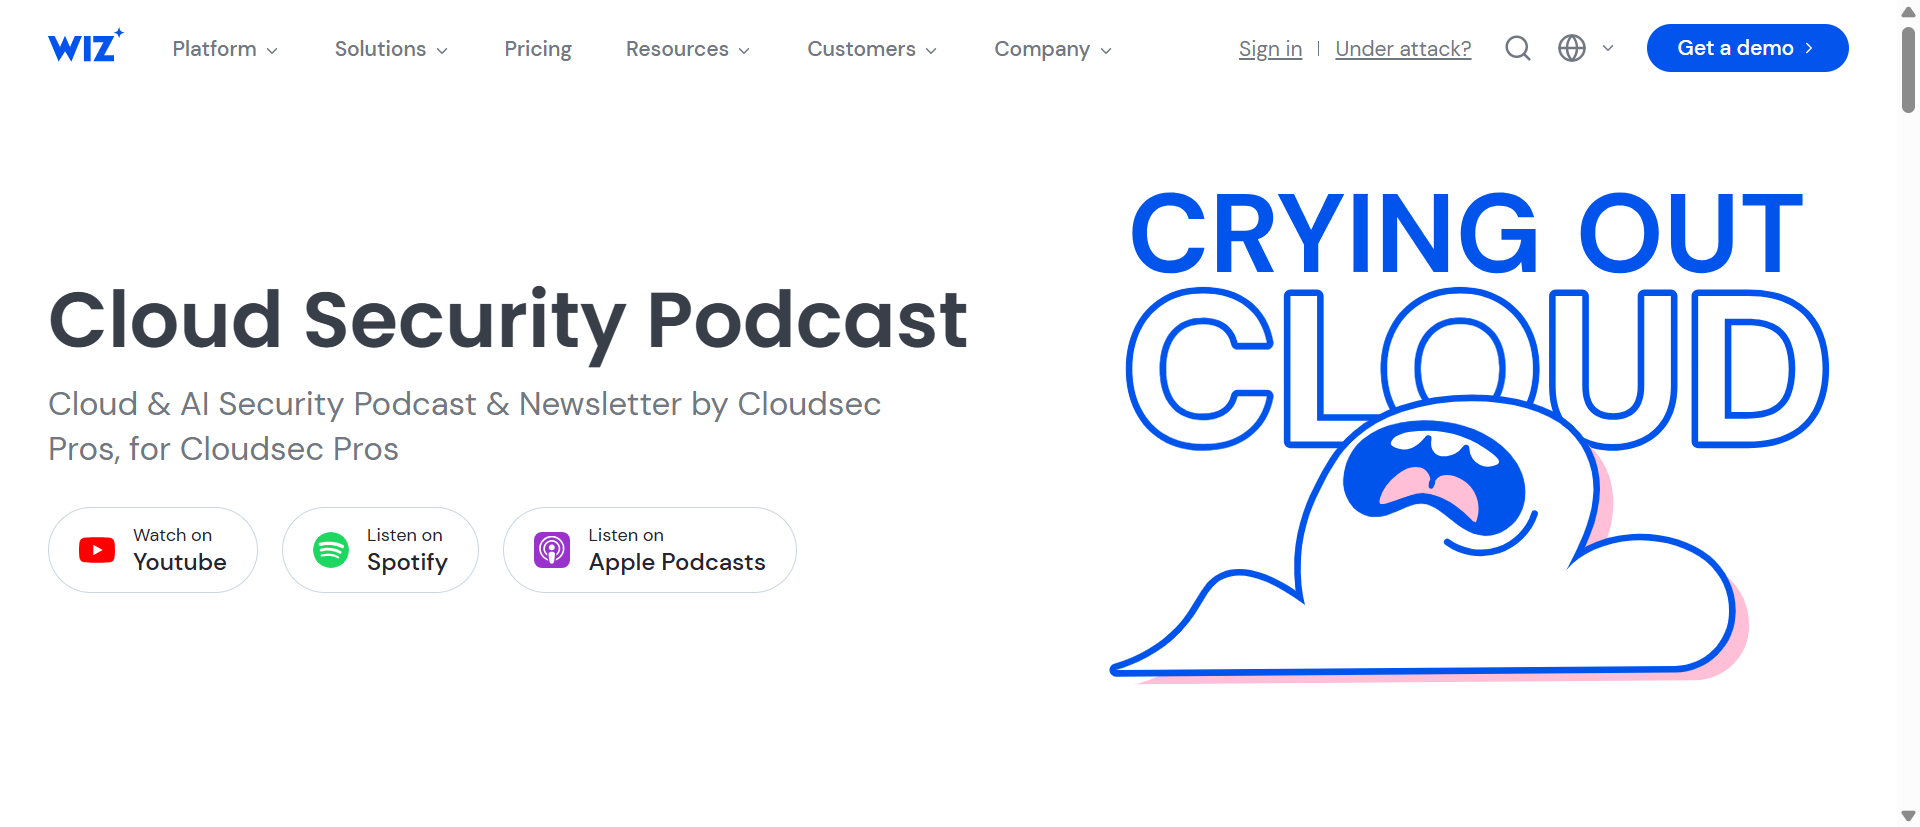 WIZ
Platform
Solutions
Pricing
Resources
Customers
Company
Sign in
Under attack?
Get a demo
Cloud Security Podcast
Cloud & AI Security Podcast & Newsletter by Cloudsec
Pros, for Cloudsec Pros
Watch on
Youtube
Listen on
Spotify
Listen on
Apple Podcasts
CRYING OUT
CLOUD